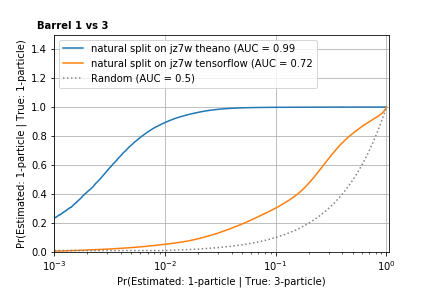 Barrel 1 vs 3
natural split on jz7w theano (AUC = 0.99
natural split on jz7w tensorflow (AUC = 0.72
Random (AUC = 0.5)
Pr(Estimated: 1-particle | True: 1-particle)
1.4
1.2
1.0
0.8
0.6
0.4
0.2
0.0
10⁻³
10⁻²
10⁻¹
10⁰
Pr(Estimated: 1-particle | True: 3-particle)